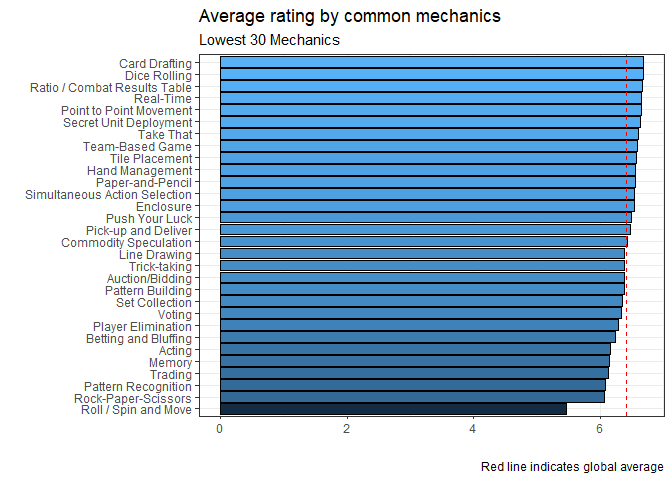 Average rating by common mechanics
Lowest 30 Mechanics
Card Drafting
Dice Rolling
Ratio / Combat Results Table
Real-Time
Point to Point Movement
Secret Unit Deployment
Take That
Team-Based Game
Tile Placement
Hand Management
Paper-and-Pencil
Simultaneous Action Selection
Enclosure
Push Your Luck
Pick-up and Deliver
Commodity Speculation
Line Drawing
Trick-taking
Auction/Bidding
Pattern Building
Set Collection
Voting
Player Elimination
Betting and Bluffing
Acting
Memory
Trading
Pattern Recognition
Rock-Paper-Scissors
Roll / Spin and Move
0 2 4 6
Red line indicates global average